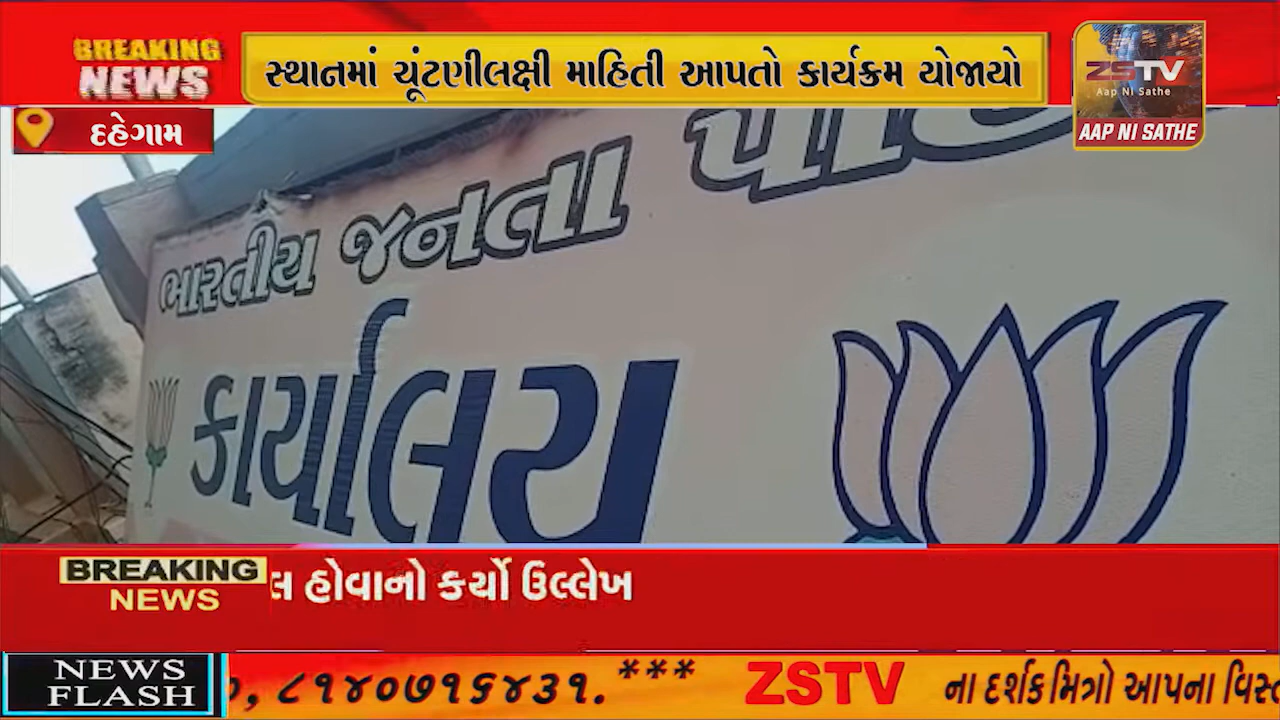 BREAKING
NEWS
સ્થાનમાં ચૂંટણીલક્ષી માહિતી આપતો કાર્યક્રમ યોજાયો
ZSTV
Aap Ni Sathe
AAP NI SATHE
દહેગામ
ભારતીય જનતા
કાર્યાલય
BREAKING
NEWS
હોવાનો કર્યો ઉલ્લેખ
NEWS
FLASH
, ૮૧૪૦૭૧૬૪૩૧.*** ZSTV ના દર્શક મિત્રો આપના